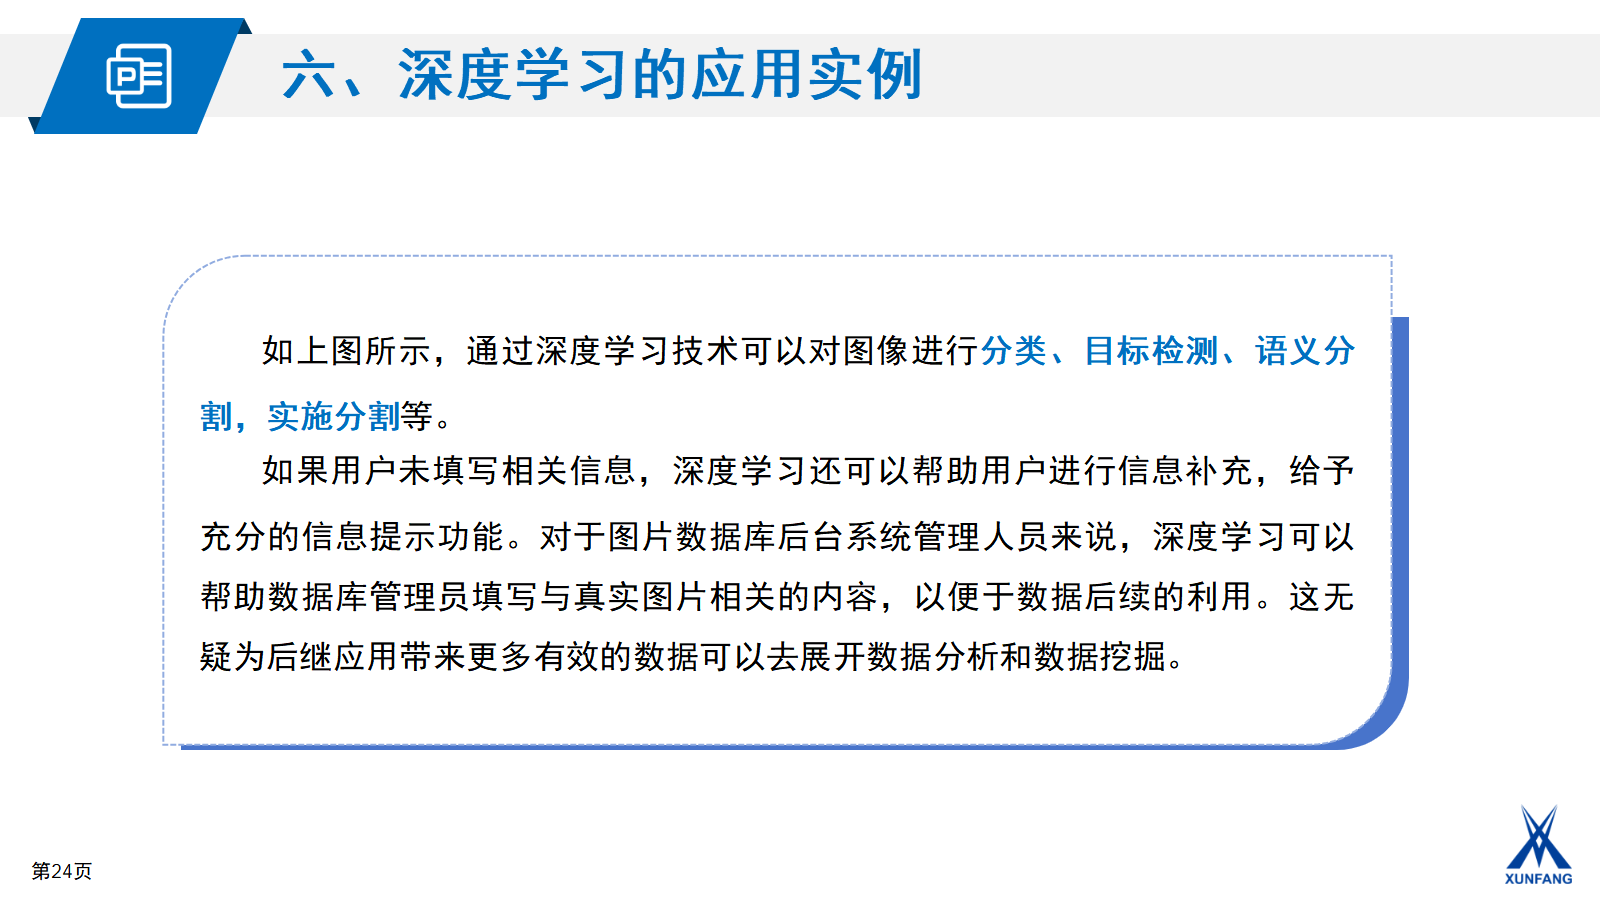 六、深度学习的应用实例
如上图所示，通过深度学习技术可以对图像进行分类、目标检测、语义分
割，实施分割等。
如果用户未填写相关信息，深度学习还可以帮助用户进行信息补充，给予
充分的信息提示功能。对于图片数据库后台系统管理人员来说，深度学习可以
帮助数据库管理员填写与真实图片相关的内容，以便于数据后续的利用。这无
疑为后继应用带来更多有效的数据可以去展开数据分析和数据挖掘。
第24页
XUNFANG